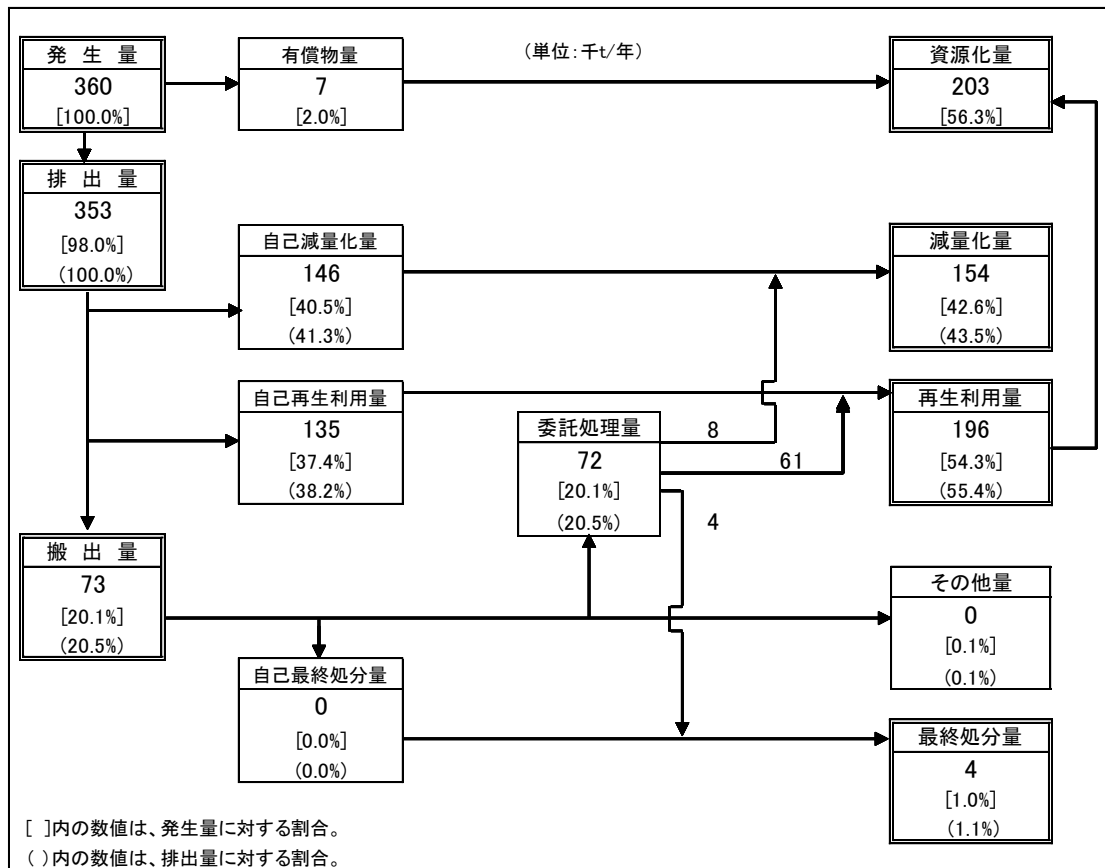 発 生 量
360
[100.0%]
有償物量
7
[2.0%]
(単位:千t/年)
資源化量
203
[56.3%]
排 出 量
353
[98.0%]
(100.0%)
自己減量化量
146
[40.5%]
(41.3%)
減量化量
154
[42.6%]
(43.5%)
自己再生利用量
135
[37.4%]
(38.2%)
委託処理量
72
[20.1%]
(20.5%)
8
61
4
再生利用量
196
[54.3%]
(55.4%)
搬 出 量
73
[20.1%]
(20.5%)
その他量
0
[0.1%]
(0.1%)
自己最終処分量
0
[0.0%]
(0.0%)
最終処分量
4
[1.0%]
(1.1%)
[ ]内の数値は、発生量に対する割合。
( )内の数値は、排出量に対する割合。